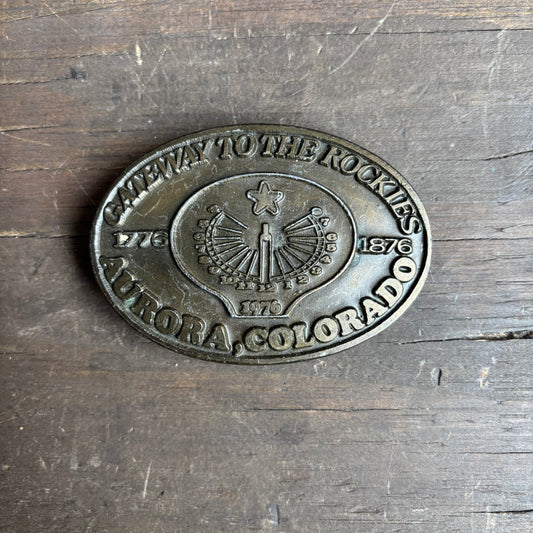 GATEWAY TO THE ROCKIES
1776
1876
1976
AURORA, COLORADO